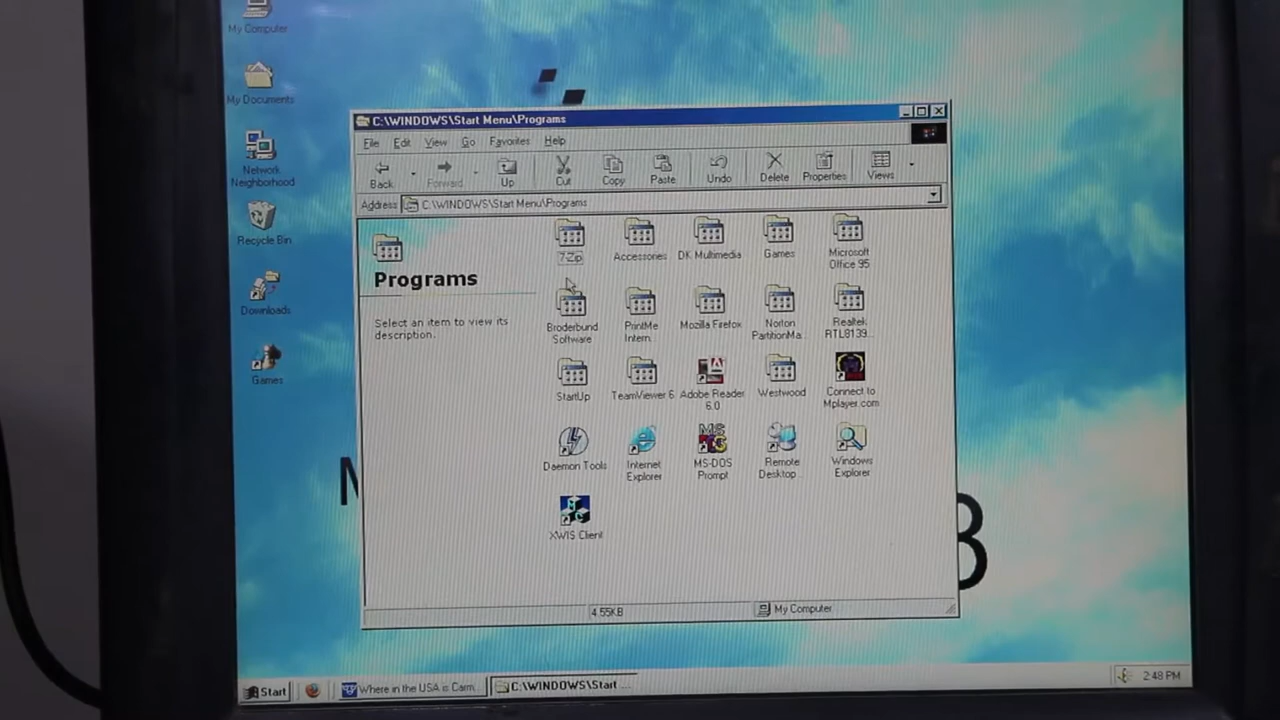 My Computer
My Documents
Network
Neighborhood
Recycle Bin
Downloads
Games
C:\WINDOWS\Start Menu\Programs
File Edit View Go Favorites Help
Back Forward Up Cut Copy Paste Undo Delete Properties Views
Address C:\WINDOWS\Start Menu\Programs
Programs
Select an item to view its
description.
7-Zip
Accessories
DK Multimedia
Games
Microsoft
Office 95
Broderbund
Software
PrintMe
Intern...
Mozilla Firefox
Norton
PartitionMa...
Realtek
RTL8139...
StartUp
TeamViewer 6
Adobe Reader
6.0
Westwood
Connect to
Mplayer.com
Daemon Tools
Internet
Explorer
MS-DOS
Prompt
Remote
Desktop...
Windows
Explorer
XWIS Client
4.55KB
My Computer
Start
Where in the USA is Carm...
C:\WINDOWS\Start ...
2:48 PM